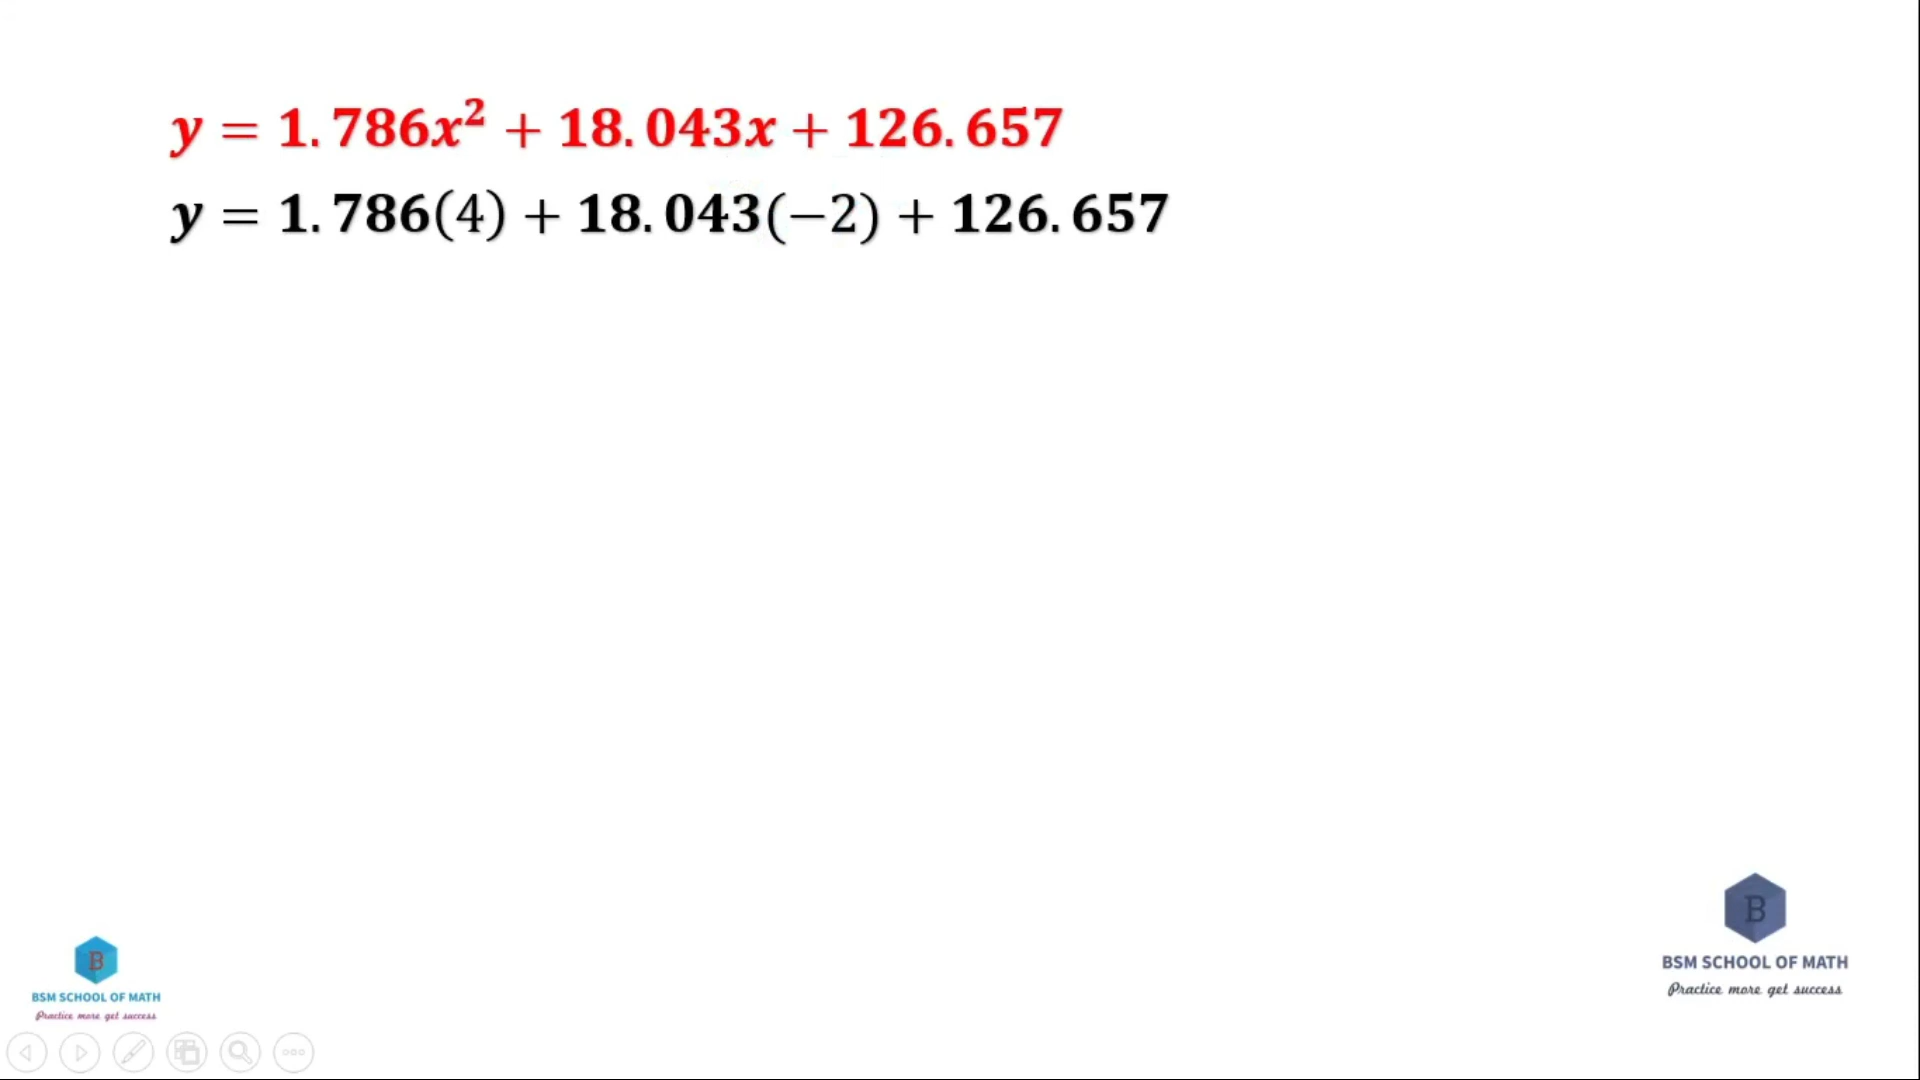 y = 1.786x² + 18.043x + 126.657
y = 1.786(4) + 18.043(−2) + 126.657
B
BSM SCHOOL OF MATH
Practice more get success
B
BSM SCHOOL OF MATH
Practice more get success